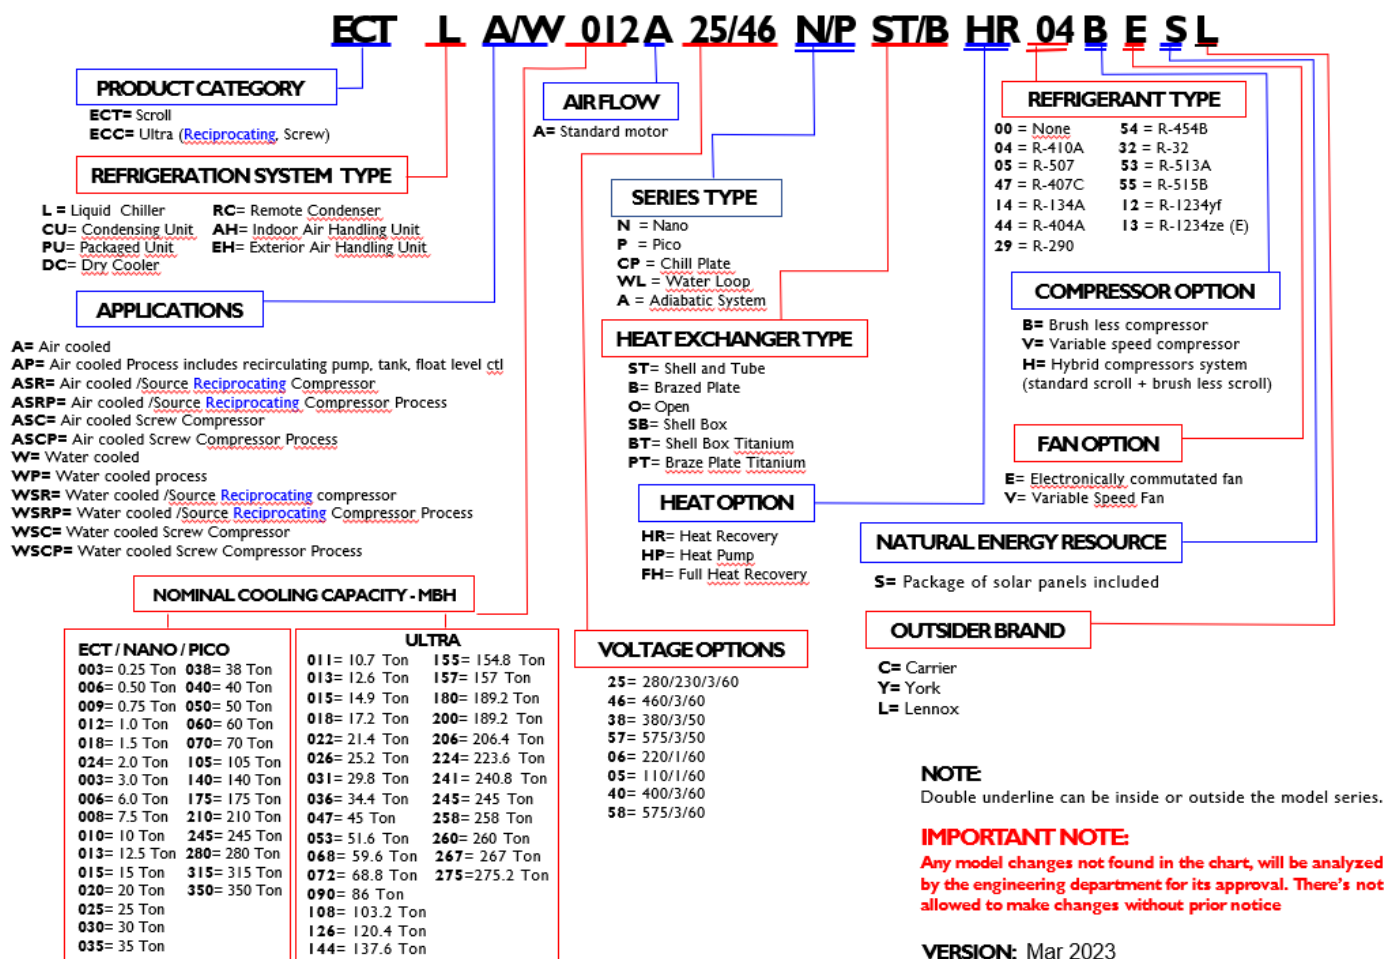 ECT L A/W 012 A 25/46 N/P ST/B HR 04 B E S L
PRODUCT CATEGORY
ECT= Scroll
ECC= Ultra (Reciprocating, Screw)
REFRIGERATION SYSTEM TYPE
L = Liquid Chiller
CU= Condensing Unit
PU= Packaged Unit
DC= Dry Cooler
RC= Remote Condenser
AH= Indoor Air Handling Unit
EH= Exterior Air Handling Unit
APPLICATIONS
A= Air cooled
AP= Air cooled Process includes recirculating pump, tank, float level ctl
ASR= Air cooled /Source Reciprocating Compressor
ASRP= Air cooled /Source Reciprocating Compressor Process
ASC= Air cooled Screw Compressor
ASCP= Air cooled Screw Compressor Process
W= Water cooled
WP= Water cooled process
WSR= Water cooled /Source Reciprocating compressor
WSRP= Water cooled /Source Reciprocating Compressor Process
WSC= Water cooled Screw Compressor
WSCP= Water cooled Screw Compressor Process
NOMINAL COOLING CAPACITY - MBH
ECT / NANO / PICO
003= 0.25 Ton
006= 0.50 Ton
009= 0.75 Ton
012= 1.0 Ton
018= 1.5 Ton
024= 2.0 Ton
003= 3.0 Ton
006= 6.0 Ton
008= 7.5 Ton
010= 10 Ton
013= 12.5 Ton
015= 15 Ton
020= 20 Ton
025= 25 Ton
030= 30 Ton
035= 35 Ton
038= 38 Ton
040= 40 Ton
050= 50 Ton
060= 60 Ton
070= 70 Ton
105= 105 Ton
140= 140 Ton
175= 175 Ton
210= 210 Ton
245= 245 Ton
280= 280 Ton
315= 315 Ton
350= 350 Ton
ULTRA
011= 10.7 Ton
013= 12.6 Ton
015= 14.9 Ton
018= 17.2 Ton
022= 21.4 Ton
026= 25.2 Ton
031= 29.8 Ton
036= 34.4 Ton
047= 45 Ton
053= 51.6 Ton
068= 59.6 Ton
072= 68.8 Ton
090= 86 Ton
108= 103.2 Ton
126= 120.4 Ton
144= 137.6 Ton
155= 154.8 Ton
157= 157 Ton
180= 189.2 Ton
200= 189.2 Ton
206= 206.4 Ton
224= 223.6 Ton
241= 240.8 Ton
245= 245 Ton
258= 258 Ton
260= 260 Ton
267= 267 Ton
275=275.2 Ton
AIR FLOW
A= Standard motor
SERIES TYPE
N = Nano
P = Pico
CP = Chill Plate
WL = Water Loop
A = Adiabatic System
HEAT EXCHANGER TYPE
ST= Shell and Tube
B= Brazed Plate
O= Open
SB= Shell Box
BT= Shell Box Titanium
PT= Braze Plate Titanium
HEAT OPTION
HR= Heat Recovery
HP= Heat Pump
FH= Full Heat Recovery
VOLTAGE OPTIONS
25= 280/230/3/60
46= 460/3/60
38= 380/3/50
57= 575/3/50
06= 220/1/60
05= 110/1/60
40= 400/3/60
58= 575/3/60
REFRIGERANT TYPE
00 = None
04 = R-410A
05 = R-507
47 = R-407C
14 = R-134A
44 = R-404A
29 = R-290
54 = R-454B
32 = R-32
53 = R-513A
55 = R-515B
12 = R-1234yf
13 = R-1234ze (E)
COMPRESSOR OPTION
B= Brush less compressor
V= Variable speed compressor
H= Hybrid compressors system
(standard scroll + brush less scroll)
FAN OPTION
E= Electronically commutated fan
V= Variable Speed Fan
NATURAL ENERGY RESOURCE
S= Package of solar panels included
OUTSIDER BRAND
C= Carrier
Y= York
L= Lennox
NOTE:
Double underline can be inside or outside the model series.
IMPORTANT NOTE:
Any model changes not found in the chart, will be analyzed
by the engineering department for its approval. There's not
allowed to make changes without prior notice
VERSION: Mar 2023